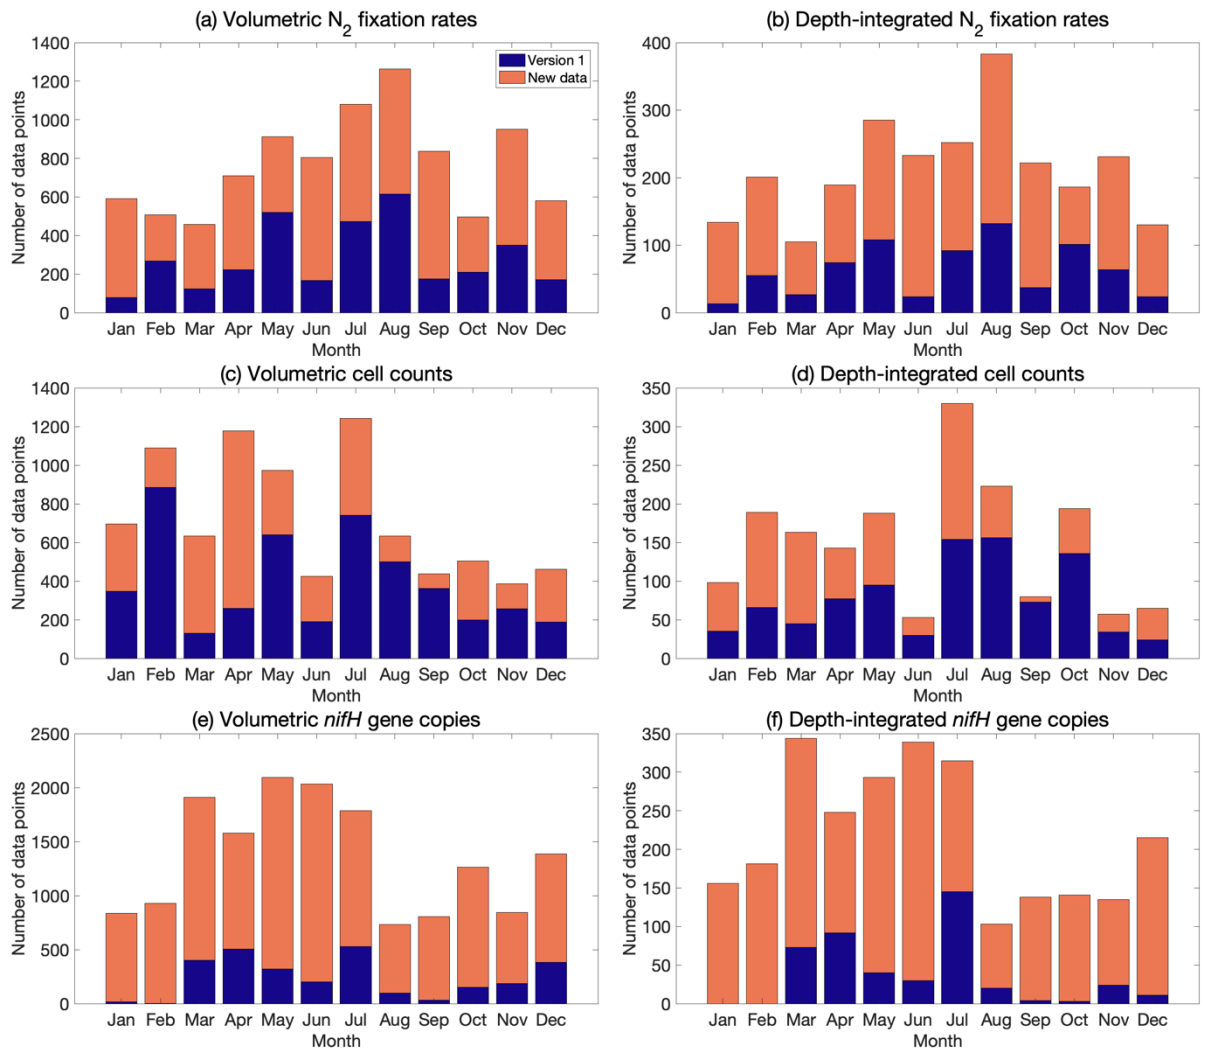 (a) Volumetric N2 fixation rates
Number of data points
1400
1200
1000
800
600
400
200
0
Version 1
New data
Jan Feb Mar Apr May Jun Jul Aug Sep Oct Nov Dec
Month
(b) Depth-integrated N2 fixation rates
Number of data points
400
300
200
100
0
Jan Feb Mar Apr May Jun Jul Aug Sep Oct Nov Dec
Month
(c) Volumetric cell counts
Number of data points
1400
1200
1000
800
600
400
200
0
Jan Feb Mar Apr May Jun Jul Aug Sep Oct Nov Dec
Month
(d) Depth-integrated cell counts
Number of data points
350
300
250
200
150
100
50
0
Jan Feb Mar Apr May Jun Jul Aug Sep Oct Nov Dec
Month
(e) Volumetric nifH gene copies
Number of data points
2500
2000
1500
1000
500
0
Jan Feb Mar Apr May Jun Jul Aug Sep Oct Nov Dec
Month
(f) Depth-integrated nifH gene copies
Number of data points
350
300
250
200
150
100
50
0
Jan Feb Mar Apr May Jun Jul Aug Sep Oct Nov Dec
Month